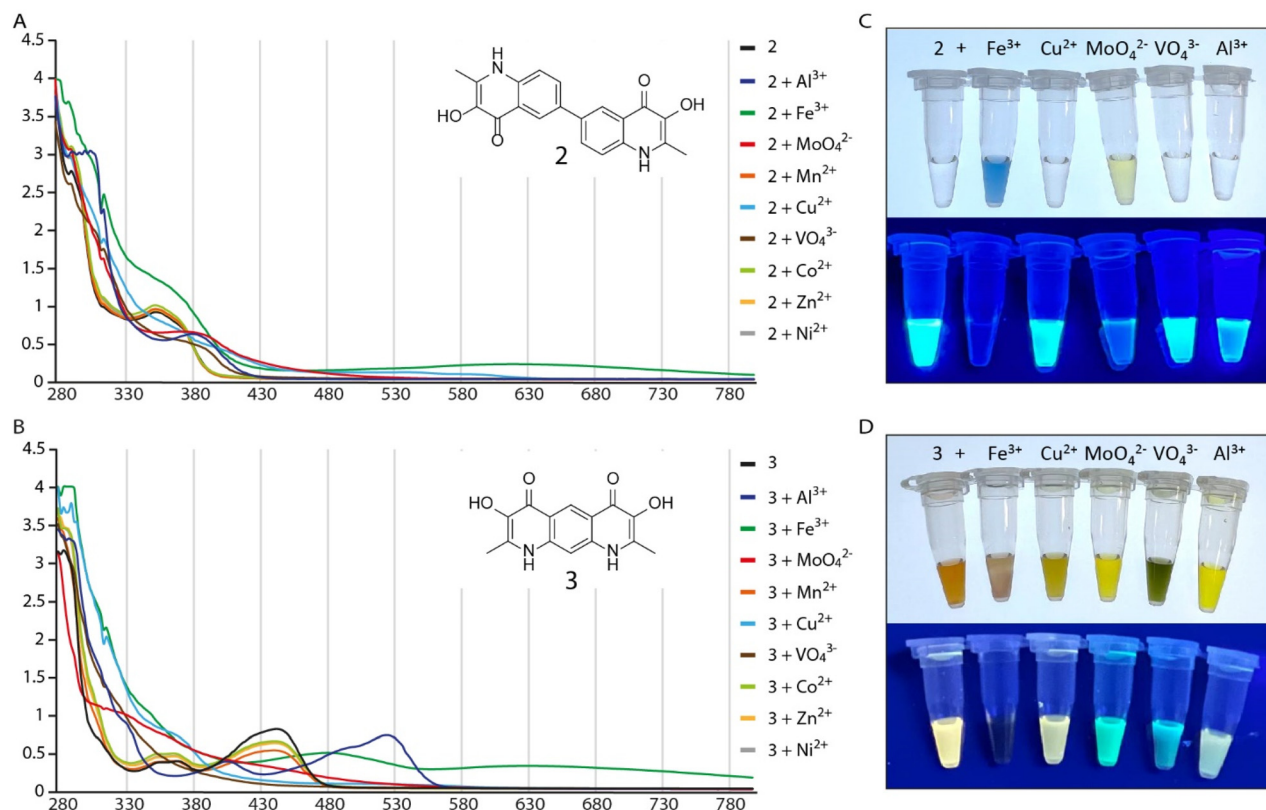 A
4.5
4
3.5
3
2.5
2
1.5
1
0.5
0
280 330 380 430 480 530 580 630 680 730 780
H
N
O
OH
HO
O
N
H
2
2
2 + Al³⁺
2 + Fe³⁺
2 + MoO₄²⁻
2 + Mn²⁺
2 + Cu²⁺
2 + VO₄³⁻
2 + Co²⁺
2 + Zn²⁺
2 + Ni²⁺
B
4.5
4
3.5
3
2.5
2
1.5
1
0.5
0
280 330 380 430 480 530 580 630 680 730 780
O O
HO OH
N N
H H
3
3
3 + Al³⁺
3 + Fe³⁺
3 + MoO₄²⁻
3 + Mn²⁺
3 + Cu²⁺
3 + VO₄³⁻
3 + Co²⁺
3 + Zn²⁺
3 + Ni²⁺
C
2 + Fe³⁺ Cu²⁺ MoO₄²⁻ VO₄³⁻ Al³⁺
D
3 + Fe³⁺ Cu²⁺ MoO₄²⁻ VO₄³⁻ Al³⁺